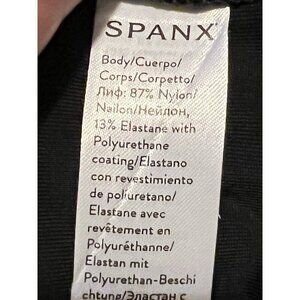 SPANX
Body/Cuerpo/
Corps/Corpetto/
Лиф: 87% Nylon/
Nailon/Нейлон,
13% Elastane with
Polyurethane
coating/Elastano
con revestimiento
de poliuretano/
Elastane avec
revêtement en
Polyuréthanne/
Elastan mit
Polyurethan-Beschi
chtung/Эластан с